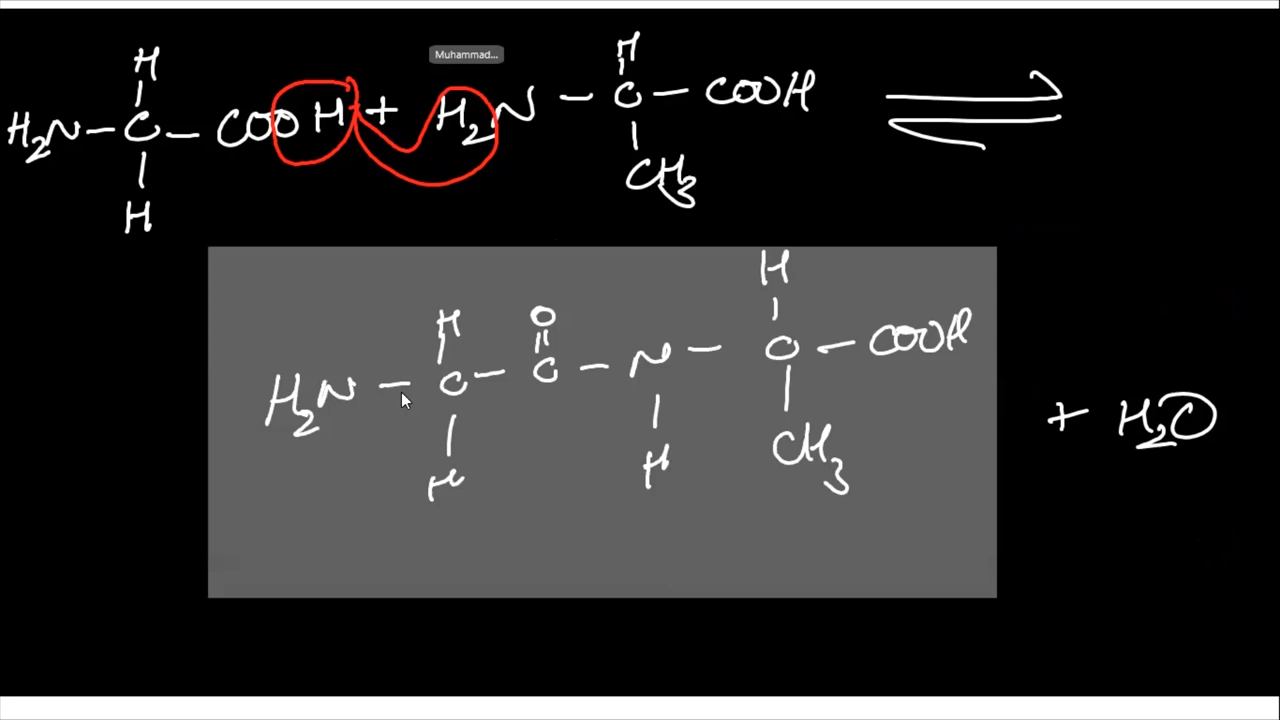 Muhammad...
H H
H₂N – C – COOH + H₂N – C – COOH ⇌
H CH₃
H
H O
H₂N – C – C – N – C – COOH
H H CH₃ + H₂O